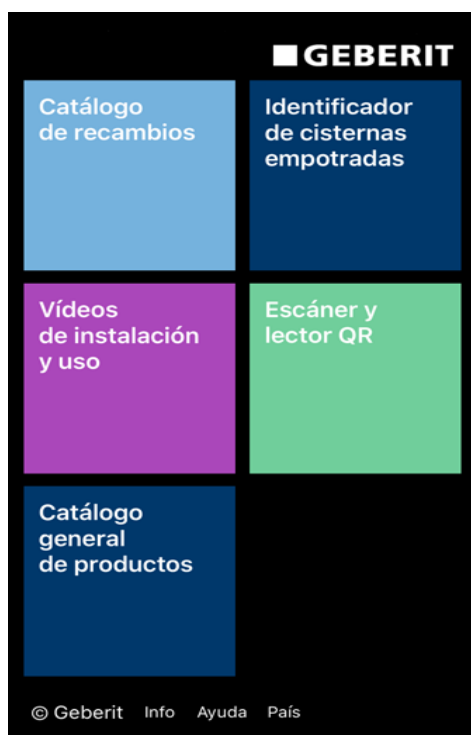 GEBERIT
Catálogo
de recambios
Identificador
de cisternas
empotradas
Vídeos
de instalación
y uso
Escáner y
lector QR
Catálogo
general
de productos
© Geberit Info Ayuda País